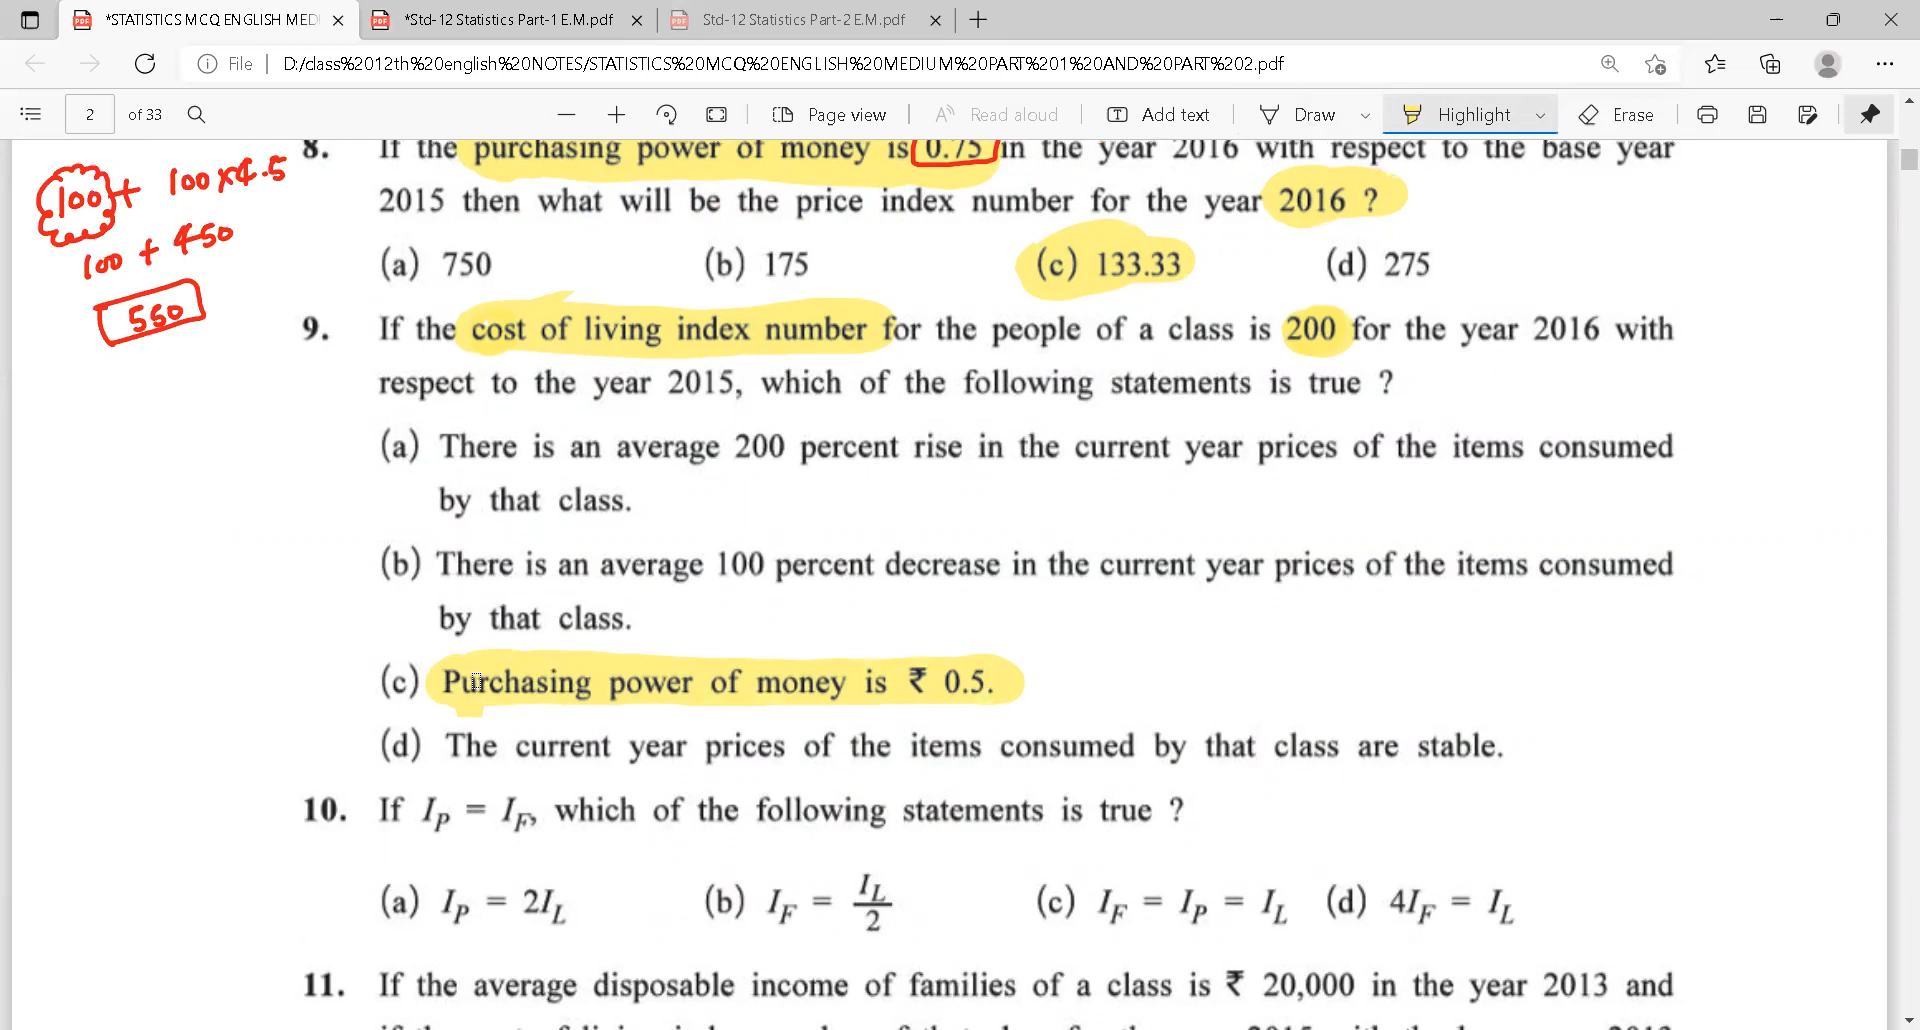 *STATISTICS MCQ ENGLISH MED
*Std-12 Statistics Part-1 E.M.pdf
Std-12 Statistics Part-2 E.M.pdf
File D:/class%2012th%20english%20NOTES/STATISTICS%20MCQ%20ENGLISH%20MEDIUM%20PART%201%20AND%20PART%202.pdf
2 of 33 Page view Read aloud Add text Draw Highlight Erase
100 + 100x4.5
100 + 450
550
8. If the purchasing power of money is 0.75 in the year 2016 with respect to the base year
2015 then what will be the price index number for the year 2016 ?
(a) 750 (b) 175 (c) 133.33 (d) 275
9. If the cost of living index number for the people of a class is 200 for the year 2016 with
respect to the year 2015, which of the following statements is true ?
(a) There is an average 200 percent rise in the current year prices of the items consumed
by that class.
(b) There is an average 100 percent decrease in the current year prices of the items consumed
by that class.
(c) Purchasing power of money is ₹ 0.5.
(d) The current year prices of the items consumed by that class are stable.
10. If I_P = I_F, which of the following statements is true ?
(a) I_P = 2I_L (b) I_F = I_L/2 (c) I_F = I_P = I_L (d) 4I_F = I_L
11. If the average disposable income of families of a class is ₹ 20,000 in the year 2013 and